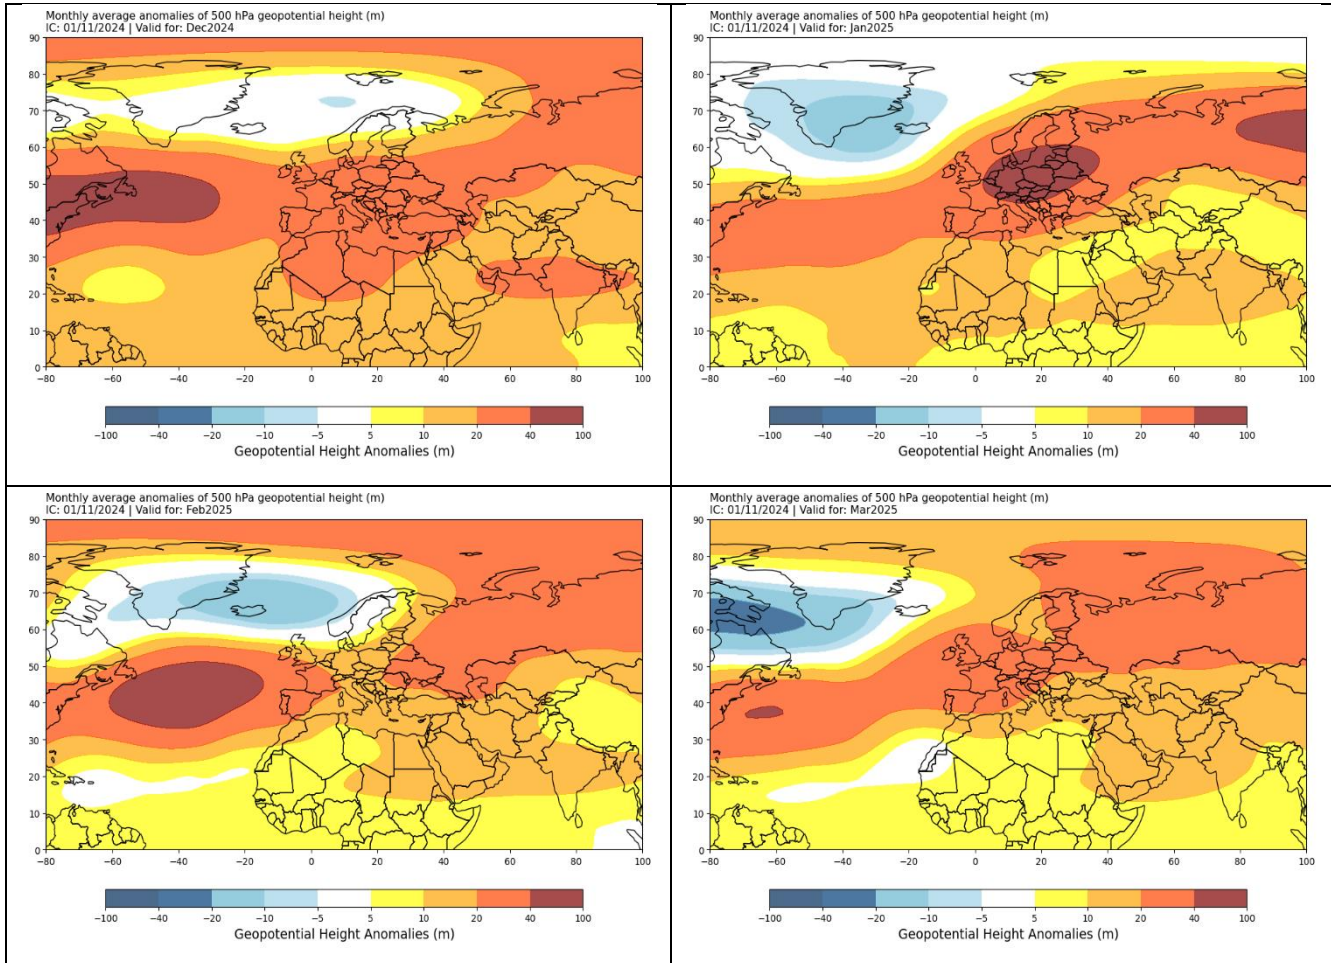 Monthly average anomalies of 500 hPa geopotential height (m)
IC: 01/11/2024 | Valid for: Dec2024
90
80
70
60
50
40
30
20
10
0
−80 −60 −40 −20 0 20 40 60 80 100
−100 −40 −20 −10 −5 5 10 20 40 100
Geopotential Height Anomalies (m)
Monthly average anomalies of 500 hPa geopotential height (m)
IC: 01/11/2024 | Valid for: Jan2025
90
80
70
60
50
40
30
20
10
0
−80 −60 −40 −20 0 20 40 60 80 100
−100 −40 −20 −10 −5 5 10 20 40 100
Geopotential Height Anomalies (m)
Monthly average anomalies of 500 hPa geopotential height (m)
IC: 01/11/2024 | Valid for: Feb2025
90
80
70
60
50
40
30
20
10
0
−80 −60 −40 −20 0 20 40 60 80 100
−100 −40 −20 −10 −5 5 10 20 40 100
Geopotential Height Anomalies (m)
Monthly average anomalies of 500 hPa geopotential height (m)
IC: 01/11/2024 | Valid for: Mar2025
90
80
70
60
50
40
30
20
10
0
−80 −60 −40 −20 0 20 40 60 80 100
−100 −40 −20 −10 −5 5 10 20 40 100
Geopotential Height Anomalies (m)